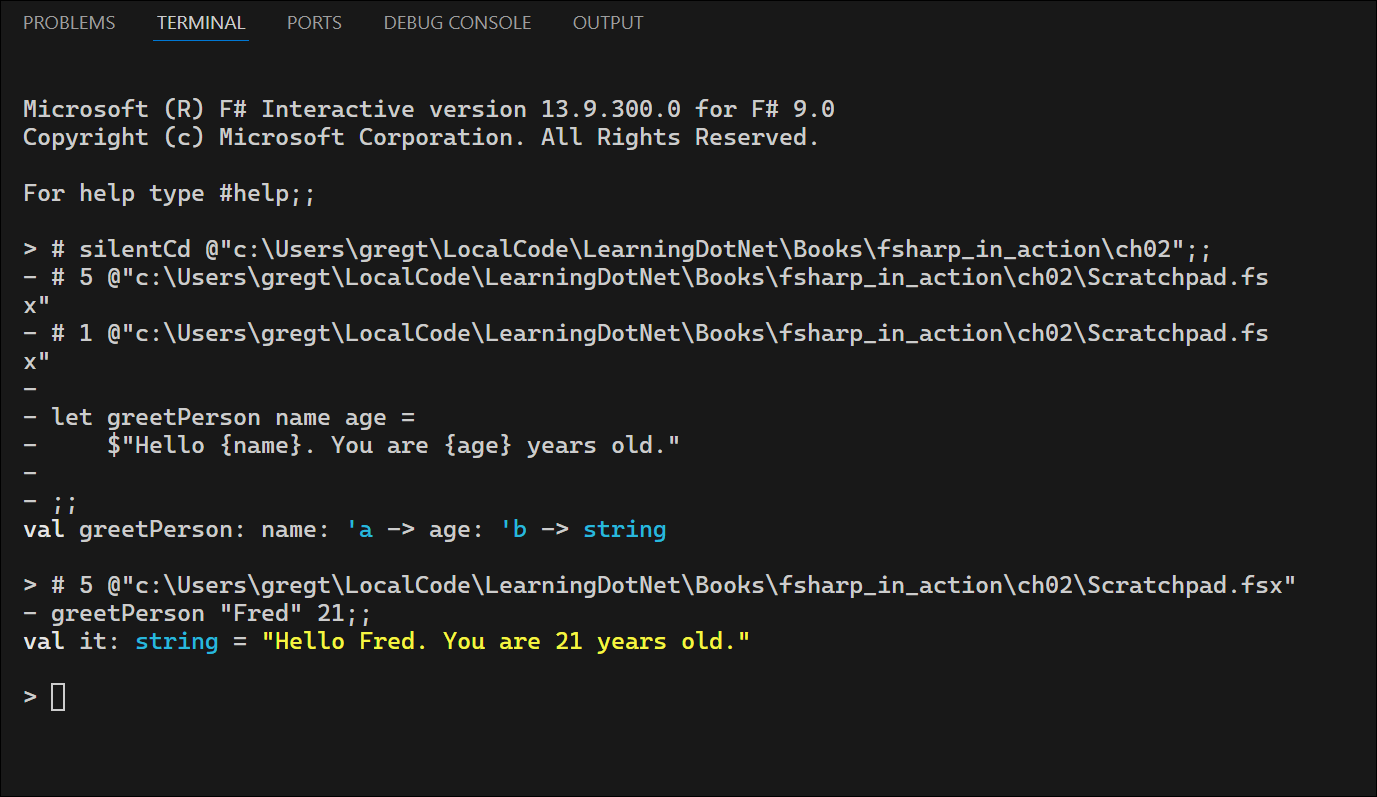 PROBLEMS TERMINAL PORTS DEBUG CONSOLE OUTPUT
Microsoft (R) F# Interactive version 13.9.300.0 for F# 9.0
Copyright (c) Microsoft Corporation. All Rights Reserved.
For help type #help;;
> # silentCd @"c:\Users\gregt\LocalCode\LearningDotNet\Books\fsharp_in_action\ch02";;
- # 5 @"c:\Users\gregt\LocalCode\LearningDotNet\Books\fsharp_in_action\ch02\Scratchpad.fs
x"
- # 1 @"c:\Users\gregt\LocalCode\LearningDotNet\Books\fsharp_in_action\ch02\Scratchpad.fs
x"
-
- let greetPerson name age =
-     $"Hello {name}. You are {age} years old."
-
- ;;
val greetPerson: name: 'a -> age: 'b -> string
> # 5 @"c:\Users\gregt\LocalCode\LearningDotNet\Books\fsharp_in_action\ch02\Scratchpad.fsx"
- greetPerson "Fred" 21;;
val it: string = "Hello Fred. You are 21 years old."
>